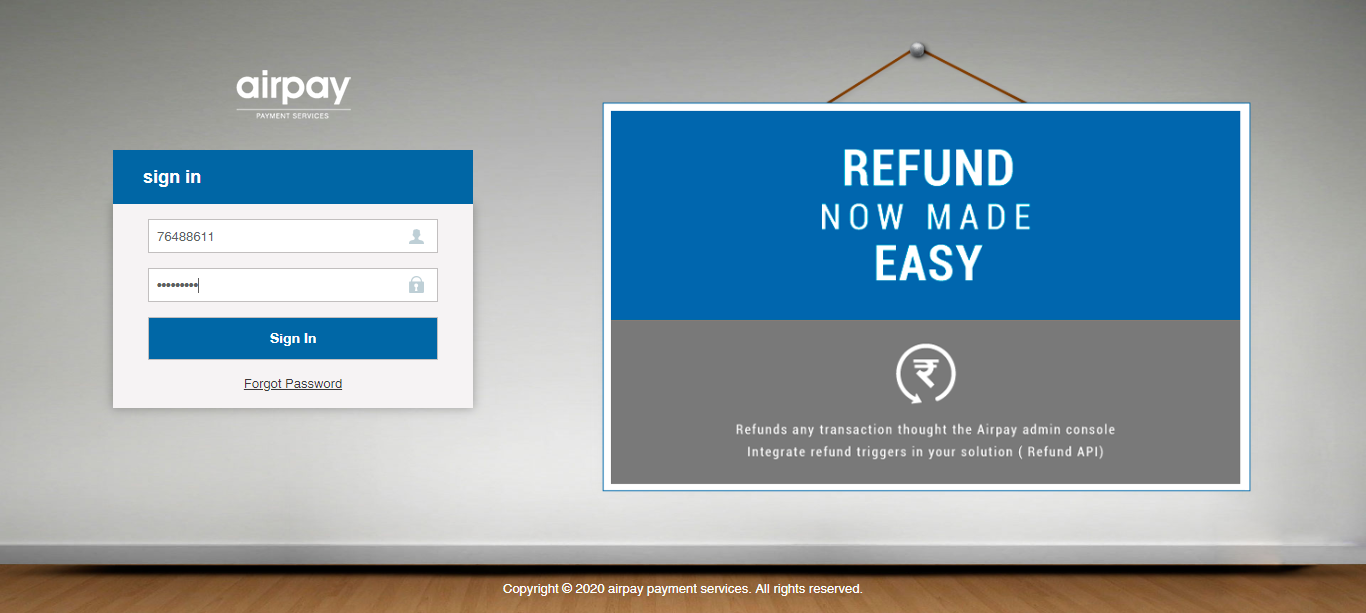 airpay
PAYMENT SERVICES
sign in
76488611
•••••••••
Sign In
Forgot Password
REFUND
NOW MADE
EASY
₹
Refunds any transaction thought the Airpay admin console
Integrate refund triggers in your solution ( Refund API)
Copyright © 2020 airpay payment services. All rights reserved.